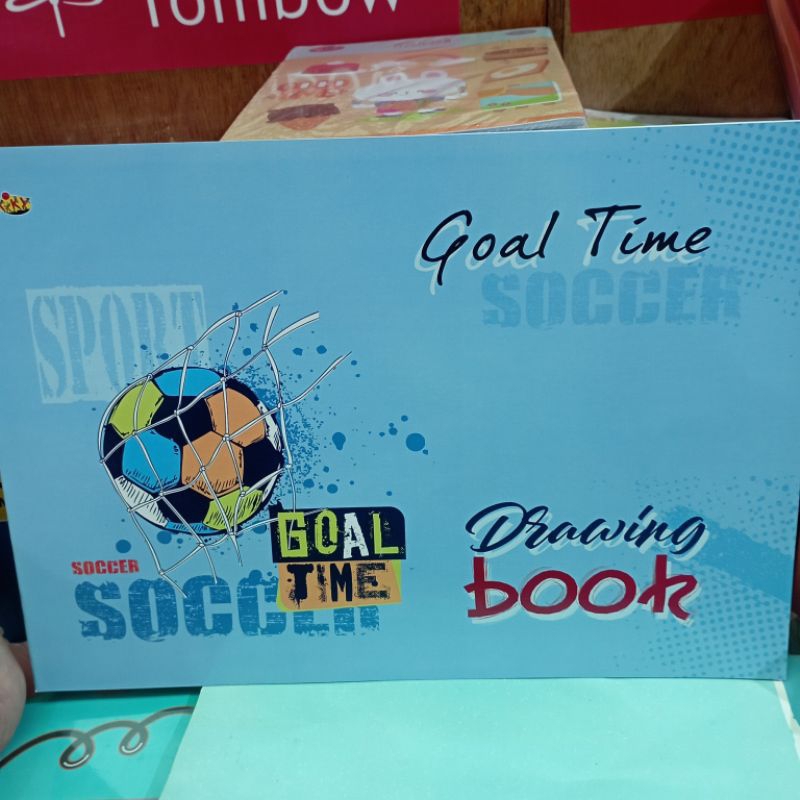 Tombow
Goal Time
SOCCER
SPORT
GOAL
TIME
SOCCER
SOCCER
Drawing
book